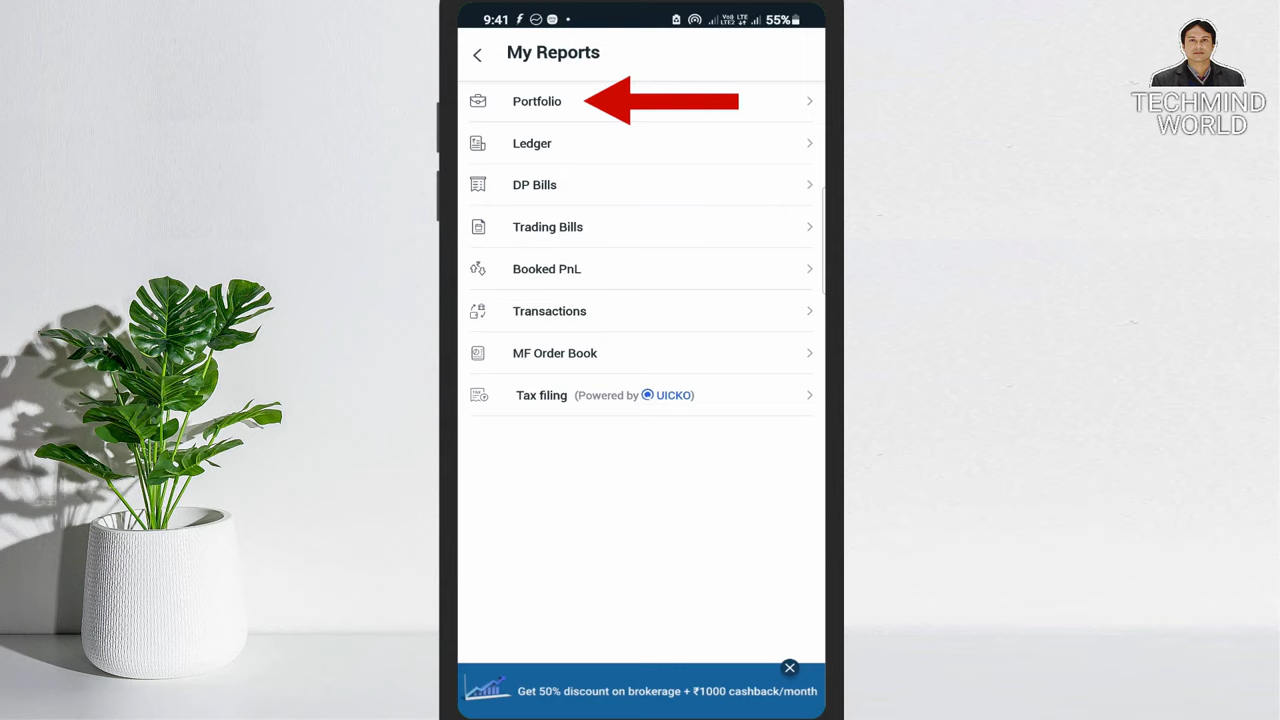 9:41
55%
My Reports
Portfolio
Ledger
DP Bills
Trading Bills
Booked PnL
Transactions
MF Order Book
Tax filing (Powered by UICKO)
Get 50% discount on brokerage + ₹1000 cashback/month
TECHMIND
WORLD